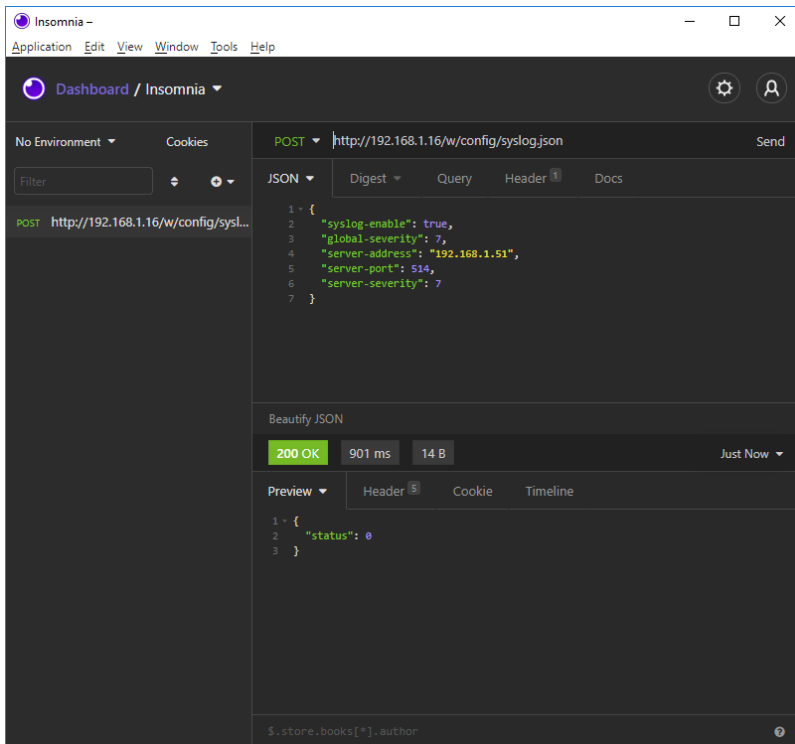 Insomnia –
Application Edit View Window Tools Help
Dashboard / Insomnia
No Environment Cookies
POST http://192.168.1.16/w/config/syslog.json Send
Filter
JSON Digest Query Header 1 Docs
POST http://192.168.1.16/w/config/sysl...
1 {
2 "syslog-enable": true,
3 "global-severity": 7,
4 "server-address": "192.168.1.51",
5 "server-port": 514,
6 "server-severity": 7
7 }
Beautify JSON
200 OK 901 ms 14 B Just Now
Preview Header 5 Cookie Timeline
1 {
2 "status": 0
3 }
$.store.books[*].author